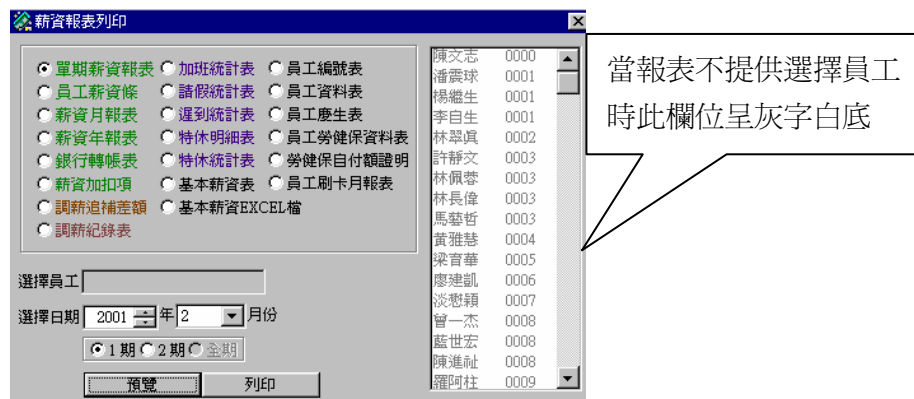 薪資報表列印
單期薪資報表 加班統計表 員工編號表
員工薪資條 請假統計表 員工資料表
薪資月報表 遲到統計表 員工慶生表
薪資年報表 特休明細表 員工勞健保資料表
銀行轉帳表 特休統計表 勞健保自付額證明
薪資加扣項 基本薪資表 員工刷卡月報表
調薪追補差額 基本薪資EXCEL檔
調薪紀錄表
選擇員工
選擇日期 2001 年 2 月份
1 期 2 期 全期
預覽 列印
陳文志 0000
潘震球 0001
楊繼生 0001
李自生 0001
林翠眞 0002
許靜文 0003
林佩蓉 0003
林長偉 0003
馬藝哲 0003
黃雅慧 0004
梁育華 0005
廖建凱 0006
淡懋穎 0007
曾一杰 0008
藍世宏 0008
陳進祉 0008
羅阿柱 0009
當報表不提供選擇員工
時此欄位呈灰字白底